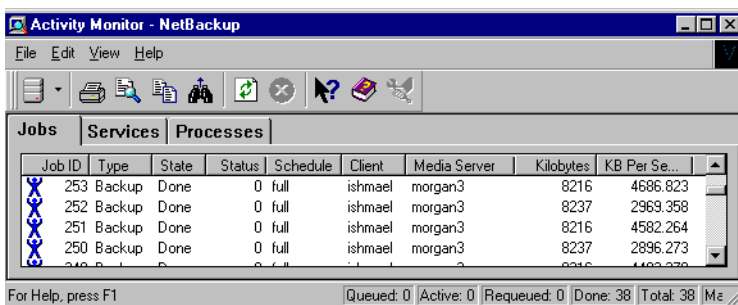 Activity Monitor - NetBackup
File Edit View Help
Jobs Services Processes
Job ID Type State Status Schedule Client Media Server Kilobytes KB Per Se...
253 Backup Done 0 full ishmael morgan3 8216 4686.823
252 Backup Done 0 full ishmael morgan3 8237 2969.358
251 Backup Done 0 full ishmael morgan3 8216 4582.264
250 Backup Done 0 full ishmael morgan3 8237 2896.273
For Help, press F1 Queued: 0 Active: 0 Requeued: 0 Done: 38 Total: 38 Ma